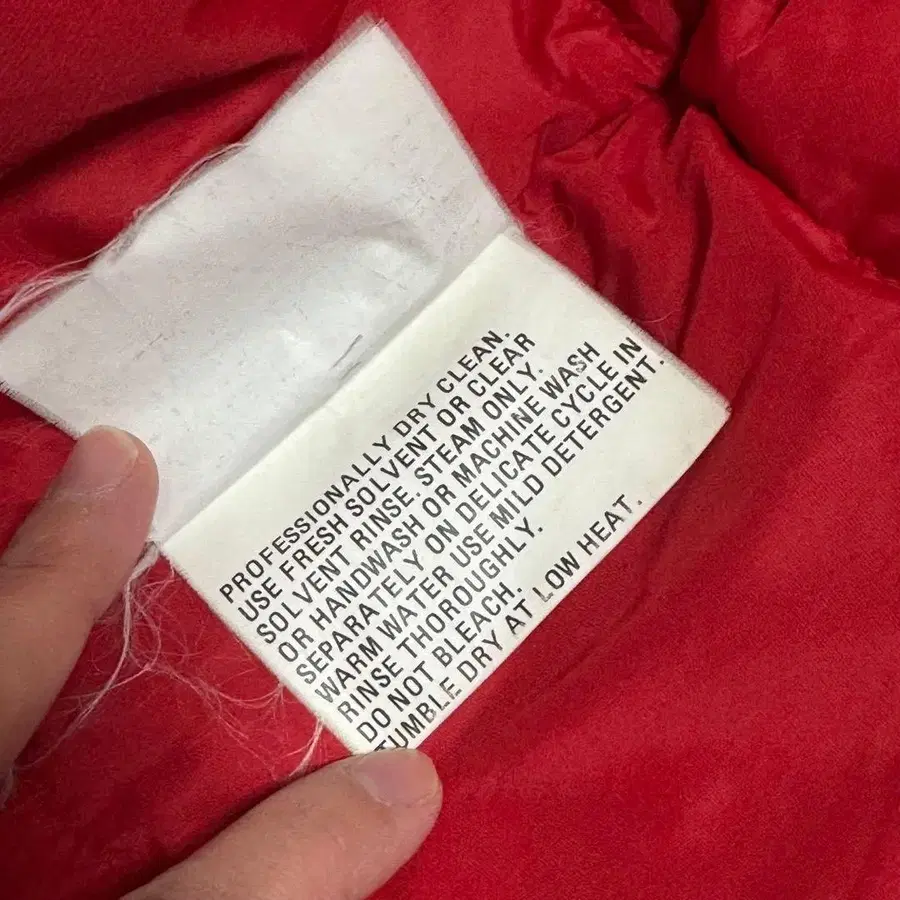 PROFESSIONALLY DRY CLEAN.
USE FRESH SOLVENT OR CLEAR
SOLVENT RINSE. STEAM ONLY.
OR HANDWASH OR MACHINE WASH
SEPARATELY ON DELICATE CYCLE IN
WARM WATER USE MILD DETERGENT.
RINSE THOROUGHLY.
DO NOT BLEACH.
TUMBLE DRY AT LOW HEAT.